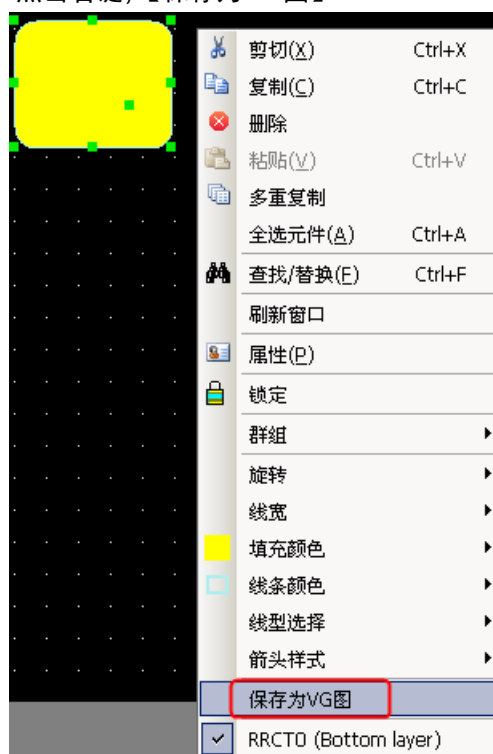 剪切(X) Ctrl+X
复制(C) Ctrl+C
删除
粘贴(V) Ctrl+V
多重复制
全选元件(A) Ctrl+A
查找/替换(F) Ctrl+F
刷新窗口
属性(P)
锁定
群组
旋转
线宽
填充颜色
线条颜色
线型选择
箭头样式
保存为VG图
RRCT0 (Bottom layer)